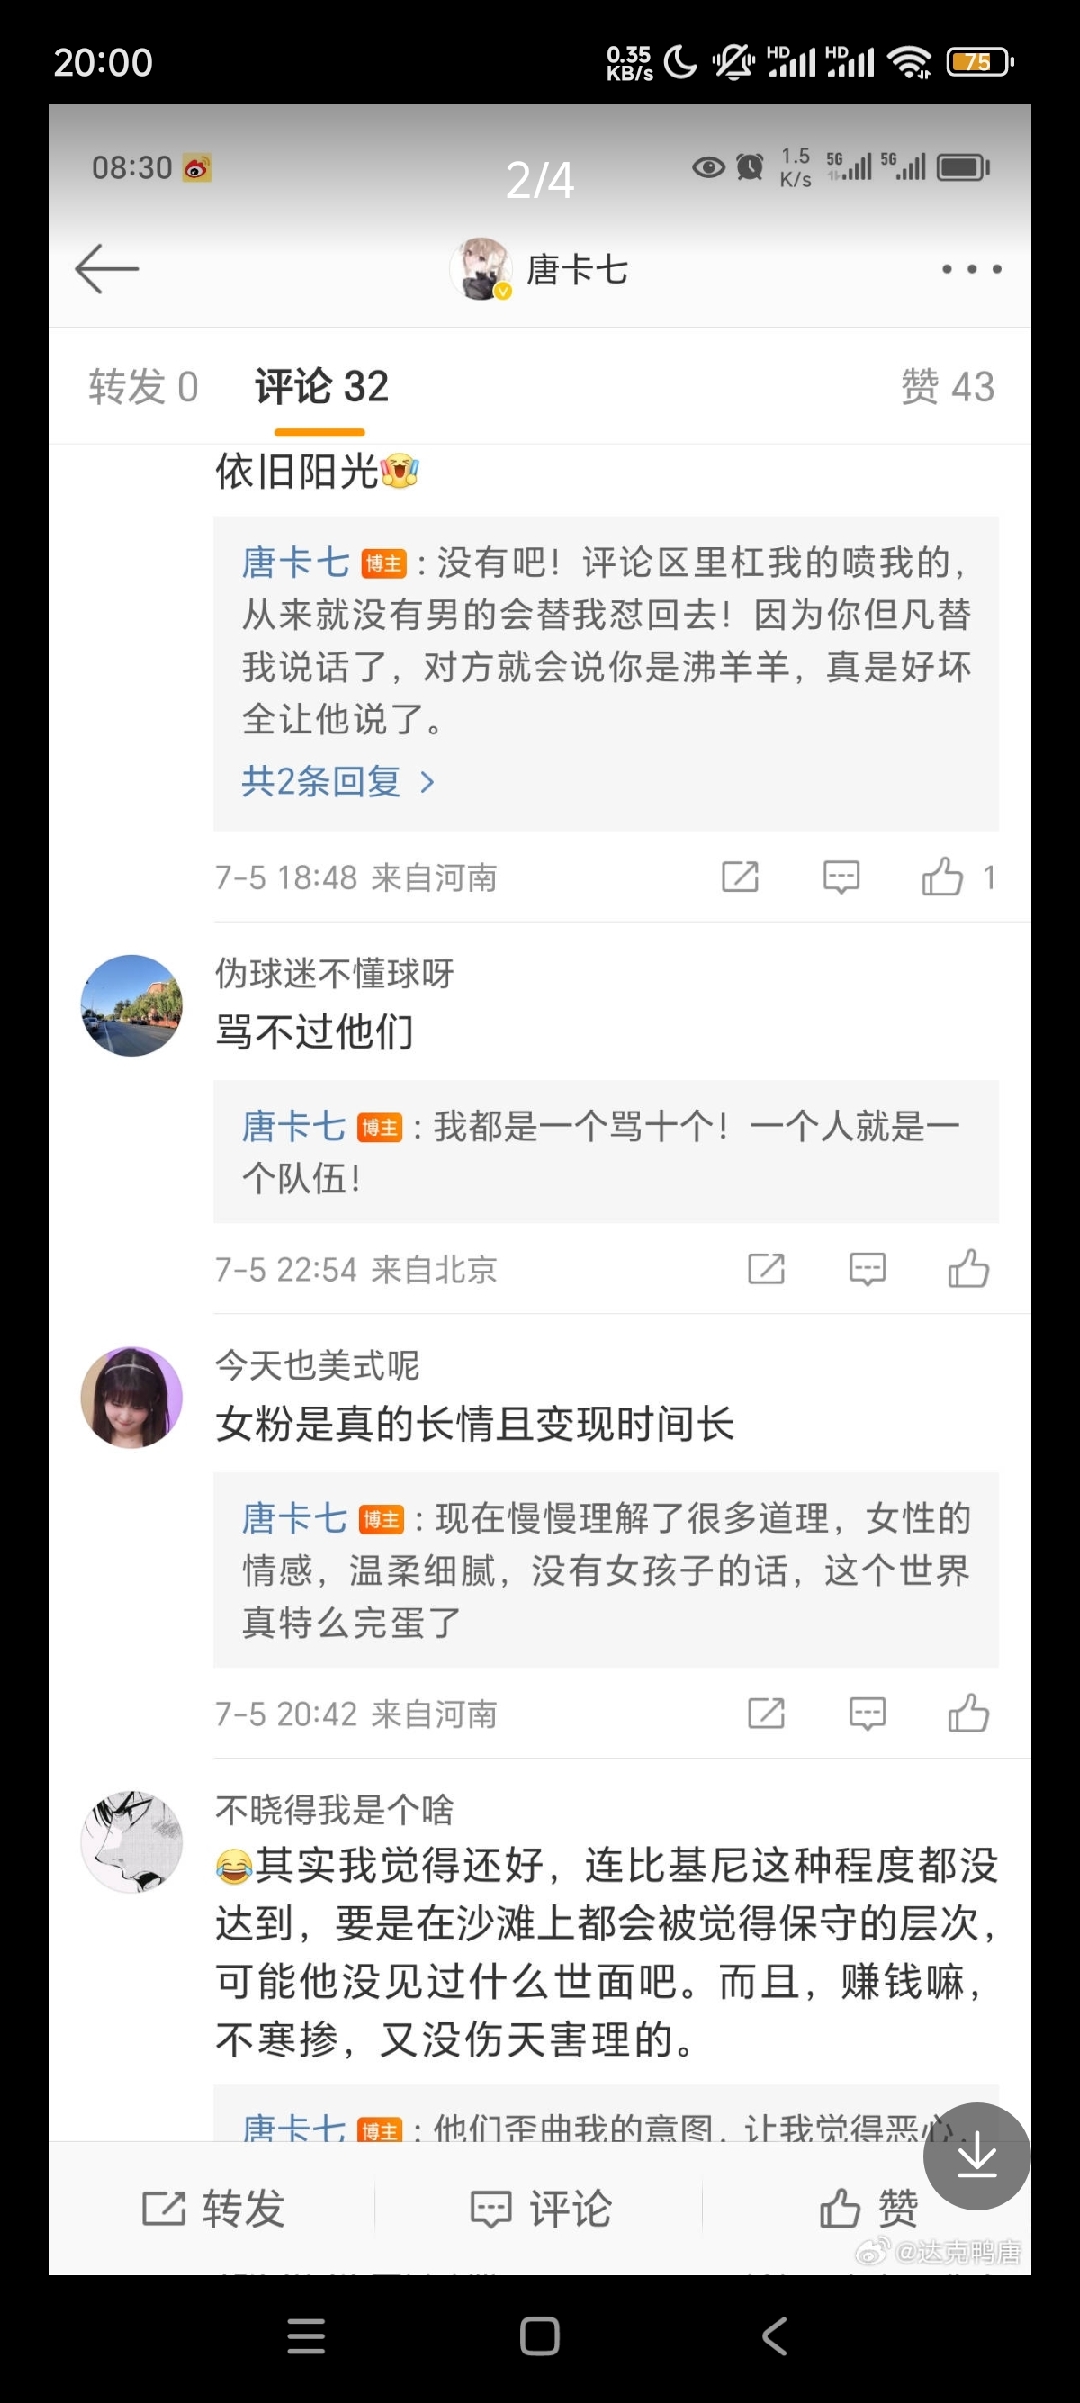 20:00
0.35
KB/s
HD
HD
75
08:30
2/4
1.5
K/s
5G
5G
唐卡七
转发 0
评论 32
赞 43
依旧阳光
唐卡七 博主：没有吧！评论区里杠我的喷我的，
从来就没有男的会替我怼回去！因为你但凡替
我说话了，对方就会说你是沸羊羊，真是好坏
全让他说了。
共2条回复 >
7-5 18:48 来自河南
1
伪球迷不懂球呀
骂不过他们
唐卡七 博主：我都是一个骂十个！一个人就是一
个队伍！
7-5 22:54 来自北京
今天也美式呢
女粉是真的长情且变现时间长
唐卡七 博主：现在慢慢理解了很多道理，女性的
情感，温柔细腻，没有女孩子的话，这个世界
真特么完蛋了
7-5 20:42 来自河南
不晓得我是个啥
😂其实我觉得还好，连比基尼这种程度都没
达到，要是在沙滩上都会被觉得保守的层次，
可能他没见过什么世面吧。而且，赚钱嘛，
不寒掺，又没伤天害理的。
唐卡七 博主：他们歪曲我的意图，让我觉得恶心，
转发
评论
赞
@达克鸭唐